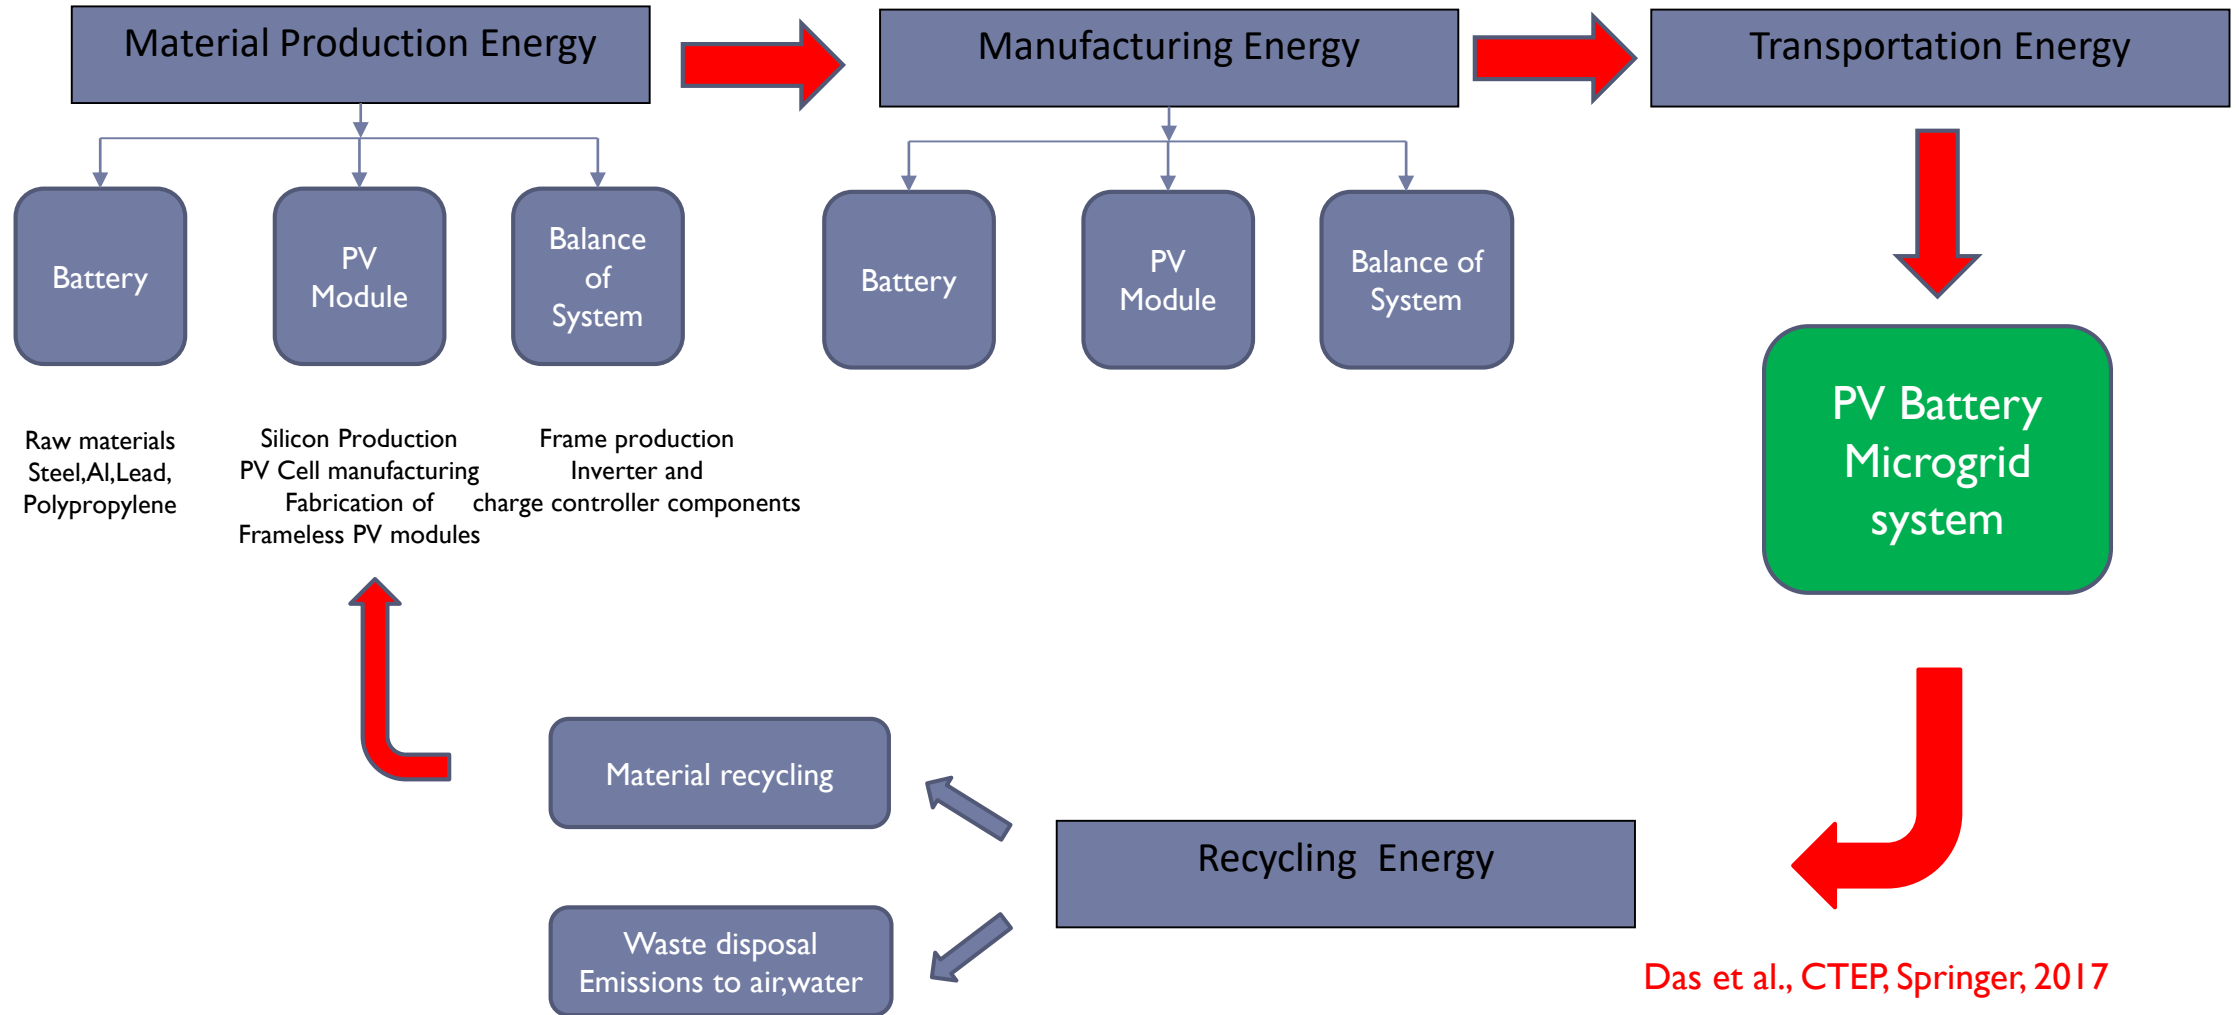 Material Production Energy
Manufacturing Energy
Transportation Energy
Battery
PV
Module
Balance
of
System
Battery
PV
Module
Balance of
System
Raw materials
Steel,Al,Lead,
Polypropylene
Silicon Production
PV Cell manufacturing
Fabrication of
Frameless PV modules
Frame production
Inverter and
charge controller components
PV Battery
Microgrid
system
Material recycling
Recycling Energy
Waste disposal
Emissions to air,water
Das et al., CTEP, Springer, 2017